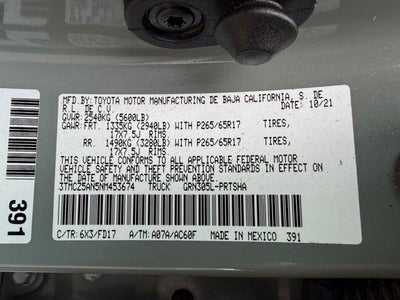 MFD.BY:TOYOTA MOTOR MANUFACTURING DE BAJA CALIFORNIA, S. DE
R.L. DE C.V. DATE: 10/21
GVWR:2540KG (5600LB)
GAWR:FRT. 1335KG (2940LB) WITH P265/65R17 TIRES,
17X7.5J RIMS
RR. 1490KG (3280LB) WITH P265/65R17 TIRES,
17X7.5J RIMS
THIS VEHICLE CONFORMS TO ALL APPLICABLE FEDERAL MOTOR
VEHICLE SAFETY AND THEFT PREVENTION STANDARDS IN EFFECT ON
THE DATE OF MANUFACTURE SHOWN ABOVE.
3TMCZ5AN5NM453674 TRUCK GRN305L-PRTSHA
C/TR: 6X3/FD17 A/TM: A07A/AC60F MADE IN MEXICO 391
391